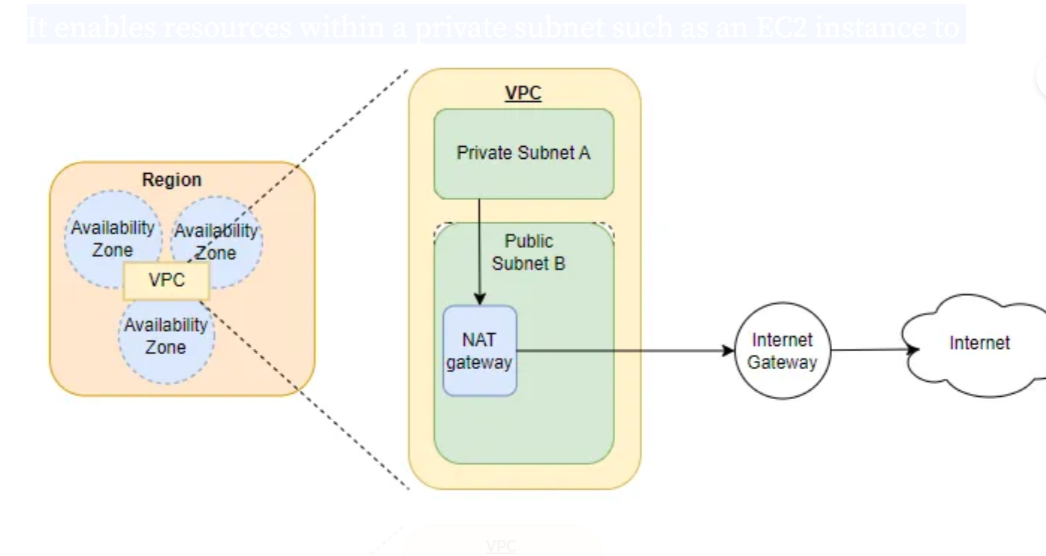 It enables resources within a private subnet such as an EC2 instance to
VPC
Private Subnet A
Region
Availability
Zone
Availability
Zone
VPC
Availability
Zone
Public
Subnet B
NAT
gateway
Internet
Gateway
Internet
VPC